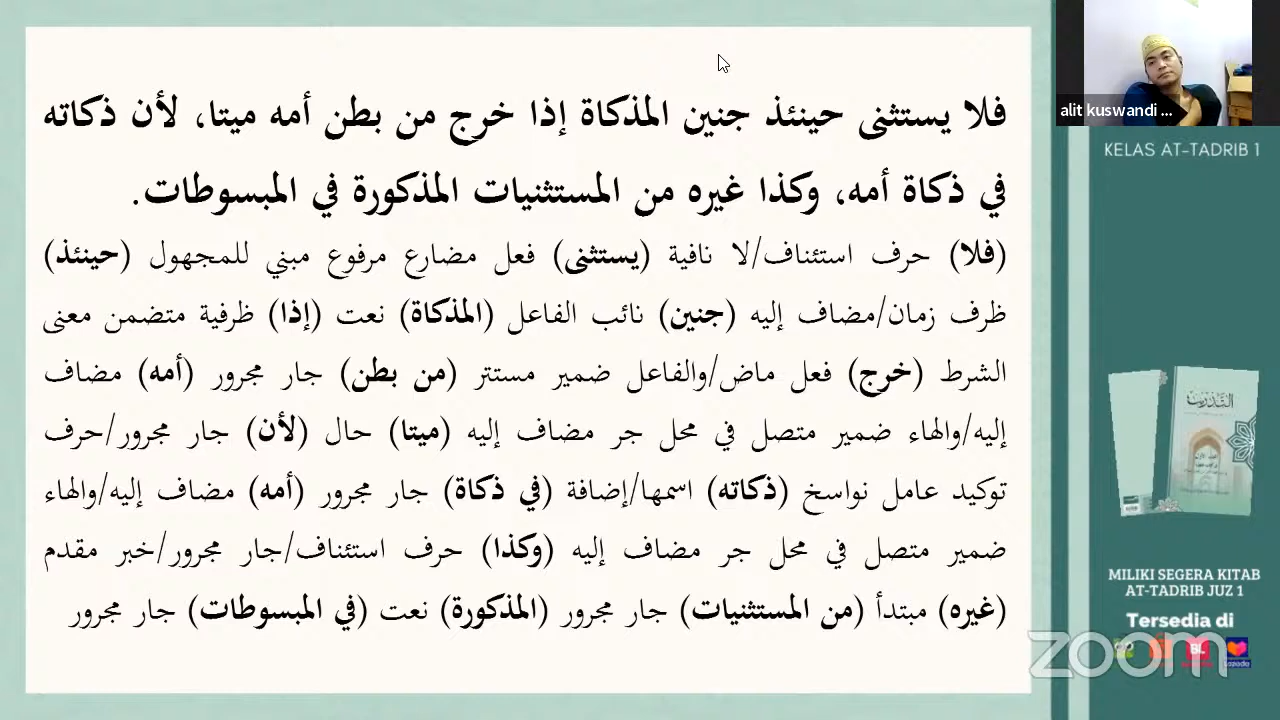 فلا يستثنى حينئذ جنين المذكاة إذا خرج من بطن أمه ميتا، لأن ذكاته
في ذكاة أمه، وكذا غيره من المستثنيات المذكورة في المبسوطات.
(فلا) حرف استئناف/لا نافية (يستثنى) فعل مضارع مرفوع مبني للمجهول (حينئذ)
ظرف زمان/مضاف إليه (جنين) نائب الفاعل (المذكاة) نعت (إذا) ظرفية متضمن معنى
الشرط (خرج) فعل ماض/والفاعل ضمير مستتر (من بطن) جار مجرور (أمه) مضاف
إليه/والهاء ضمير متصل في محل جر مضاف إليه (ميتا) حال (لأن) جار مجرور/حرف
توكيد عامل نواسخ (ذكاته) اسمها/إضافة (في ذكاة) جار مجرور (أمه) مضاف إليه/والهاء
ضمير متصل في محل جر مضاف إليه (وكذا) حرف استئناف/جار مجرور/خبر مقدم
(غيره) مبتدأ (من المستثنيات) جار مجرور (المذكورة) نعت (في المبسوطات) جار مجرور
alit kuswandi ...
KELAS AT-TADRIB 1
التدريب
MILIKI SEGERA KITAB
AT-TADRIB JUZ 1
Tersedia di
BL
zoom